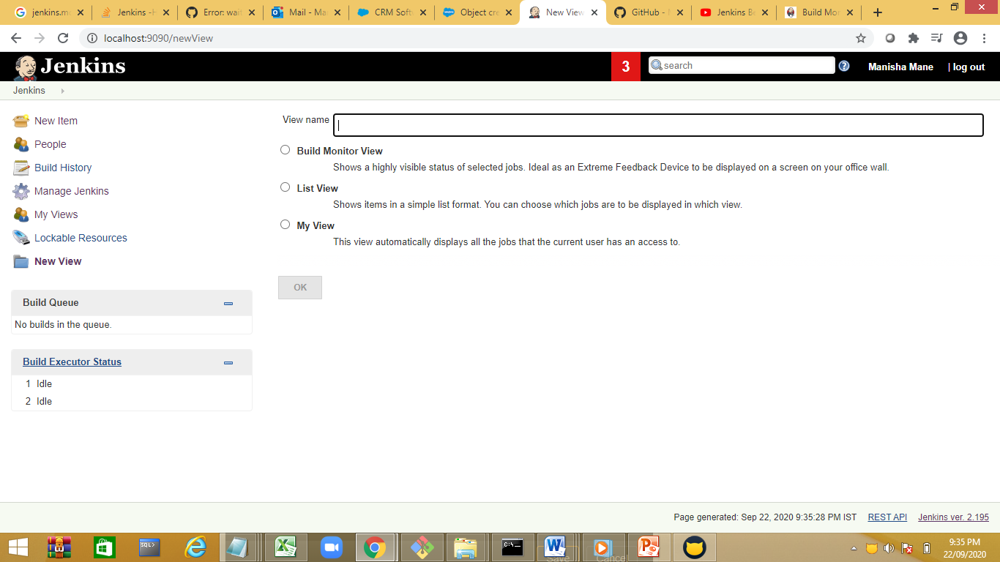 jenkins.m
Jenkins -H
Error: wai
Mail - Ma
CRM Soft
Object cre
New View
GitHub -
Jenkins Be
Build Mo
localhost:9090/newView
Jenkins
3
search
Manisha Mane
| log out
Jenkins
New Item
People
Build History
Manage Jenkins
My Views
Lockable Resources
New View
Build Queue
No builds in the queue.
Build Executor Status
1 Idle
2 Idle
View name
Build Monitor View
Shows a highly visible status of selected jobs. Ideal as an Extreme Feedback Device to be displayed on a screen on your office wall.
List View
Shows items in a simple list format. You can choose which jobs are to be displayed in which view.
My View
This view automatically displays all the jobs that the current user has an access to.
OK
Page generated: Sep 22, 2020 9:35:28 PM IST REST API Jenkins ver. 2.195
SQL>
C:\.
Save
Cancel
9:35 PM
22/09/2020